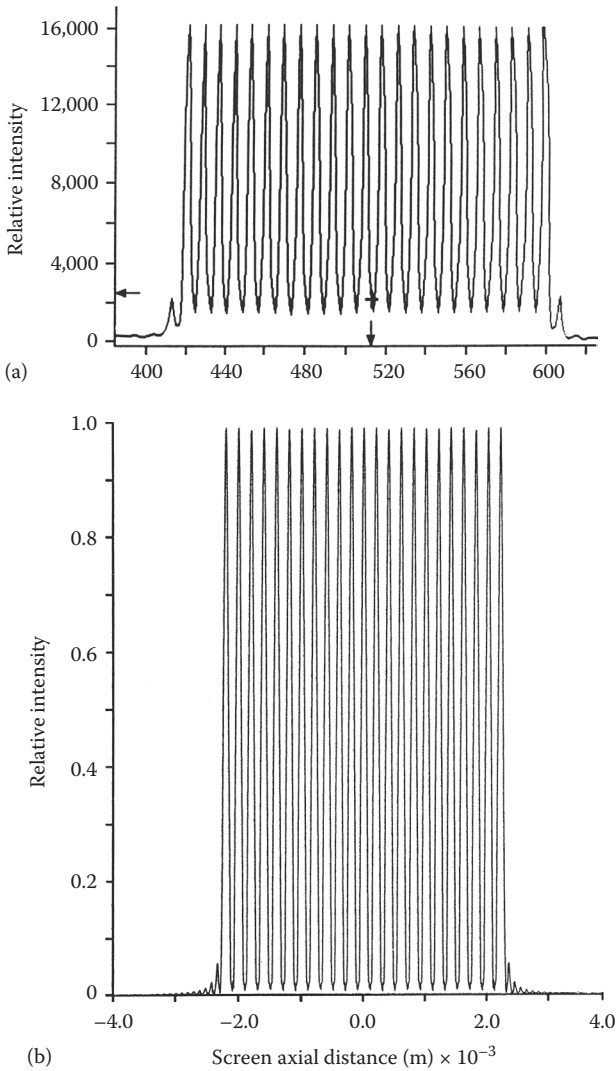 16,000
12,000
8,000
4,000
0
Relative intensity
400 440 480 520 560 600
(a)
1.0
0.8
0.6
0.4
0.2
0
Relative intensity
−4.0 −2.0 0.0 2.0 4.0
(b) Screen axial distance (m) × 10⁻³